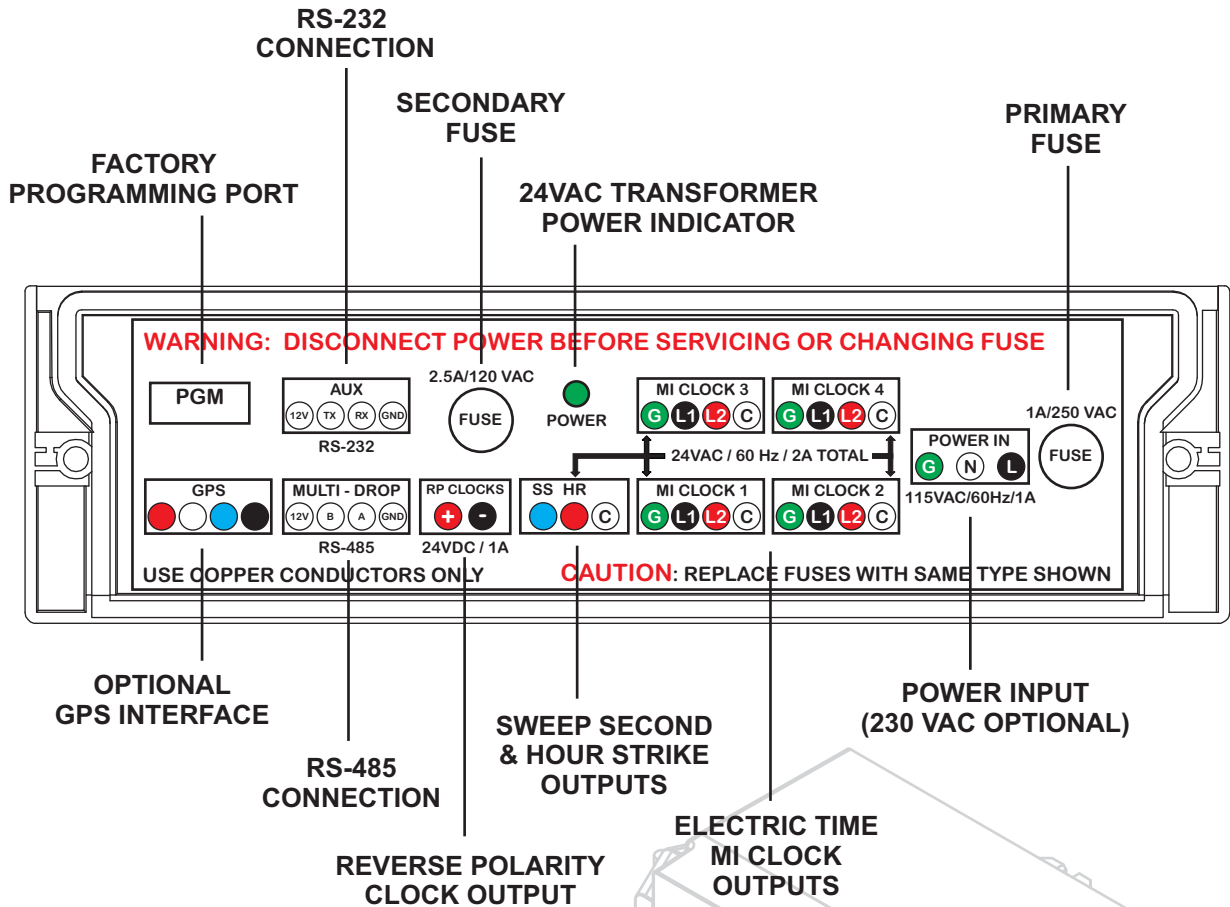 RS-232
CONNECTION
SECONDARY
FUSE
PRIMARY
FUSE
FACTORY
PROGRAMMING PORT
24VAC TRANSFORMER
POWER INDICATOR
WARNING: DISCONNECT POWER BEFORE SERVICING OR CHANGING FUSE
PGM
AUX
12V TX RX GND
RS-232
2.5A/120 VAC
FUSE
POWER
MI CLOCK 3
G L1 L2 C
MI CLOCK 4
G L1 L2 C
1A/250 VAC
FUSE
24VAC / 60 Hz / 2A TOTAL
POWER IN
G N L
115VAC/60Hz/1A
GPS
MULTI - DROP
12V B A GND
RS-485
RP CLOCKS
+ -
24VDC / 1A
SS HR
C
MI CLOCK 1
G L1 L2 C
MI CLOCK 2
G L1 L2 C
USE COPPER CONDUCTORS ONLY
CAUTION: REPLACE FUSES WITH SAME TYPE SHOWN
OPTIONAL
GPS INTERFACE
RS-485
CONNECTION
REVERSE POLARITY
CLOCK OUTPUT
SWEEP SECOND
& HOUR STRIKE
OUTPUTS
ELECTRIC TIME
MI CLOCK
OUTPUTS
POWER INPUT
(230 VAC OPTIONAL)